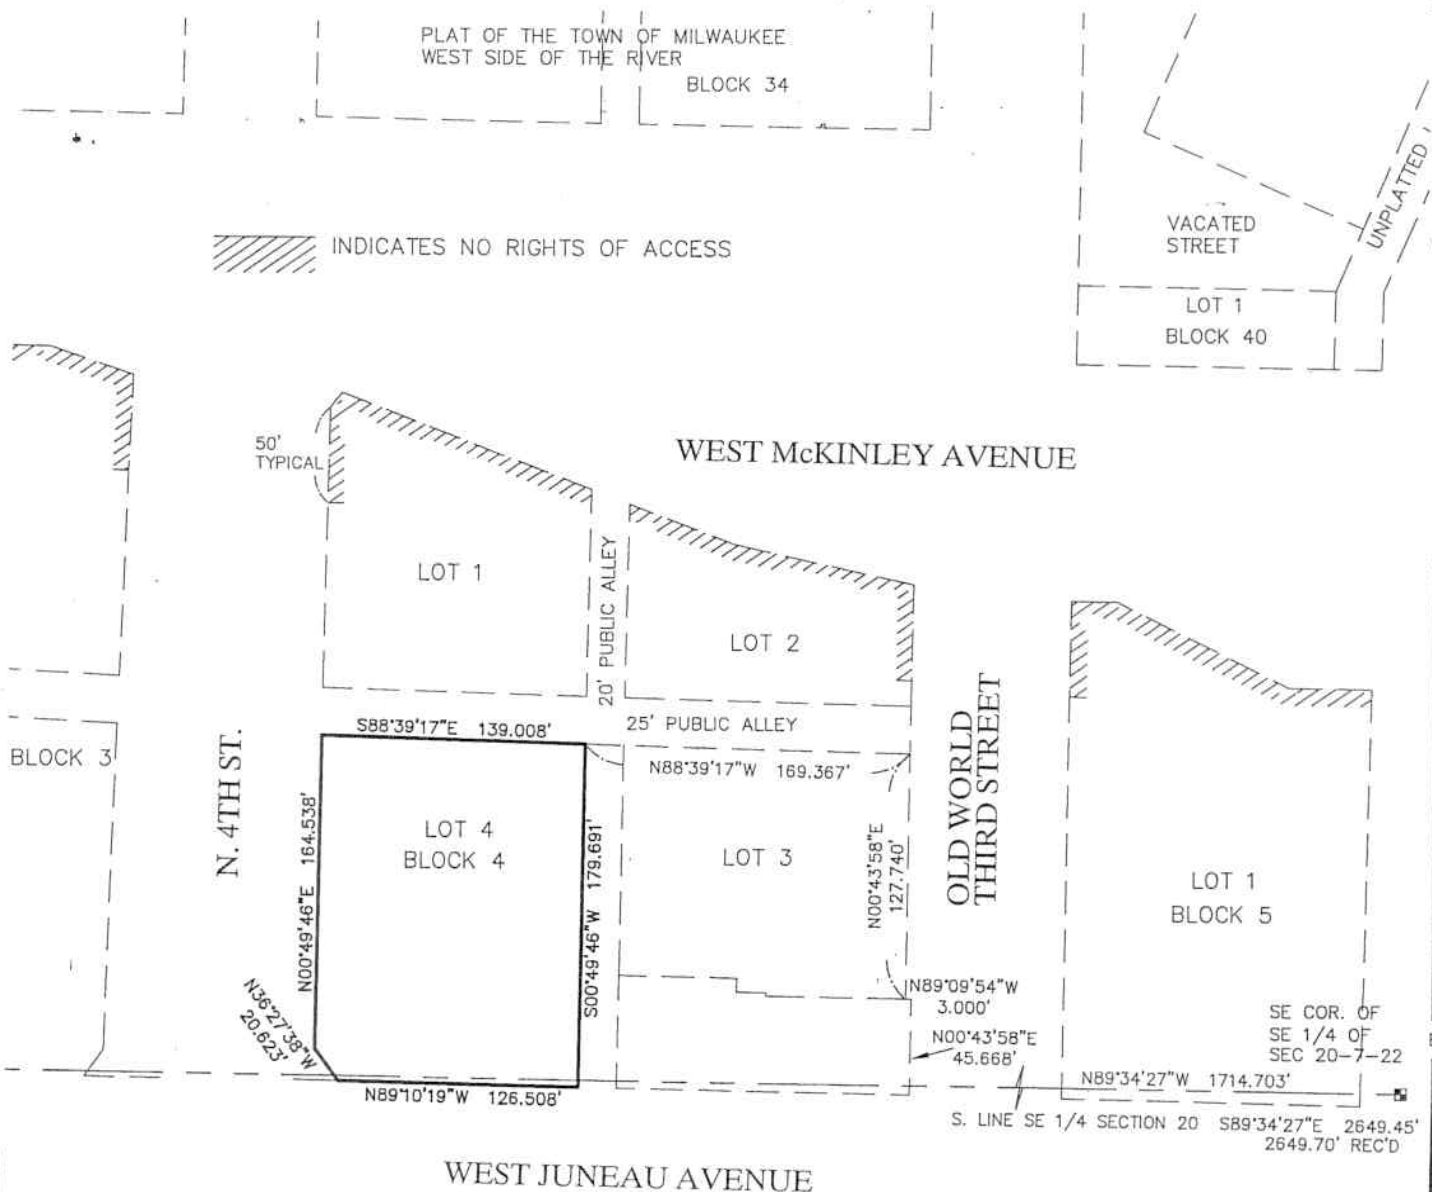 PLAT OF THE TOWN OF MILWAUKEE
WEST SIDE OF THE RIVER
BLOCK 34
UNPLATTED
VACATED
STREET
INDICATES NO RIGHTS OF ACCESS
LOT 1
BLOCK 40
50'
TYPICAL
WEST McKINLEY AVENUE
LOT 1
20' PUBLIC ALLEY
LOT 2
25' PUBLIC ALLEY
S88°39'17"E 139.008'
BLOCK 3
N. 4TH ST.
N88°39'17"W 169.367'
OLD WORLD
THIRD STREET
N00°49'46"E 164.538'
LOT 4
BLOCK 4
S00°49'46"W 179.691'
LOT 3
N00°43'58"E
127.740'
LOT 1
BLOCK 5
N36°27'38"W
20.623'
N89°09'54"W
3.000'
N00°43'58"E
45.668'
SE COR. OF
SE 1/4 OF
SEC 20-7-22
N89°10'19"W 126.508'
N89°34'27"W 1714.703'
S. LINE SE 1/4 SECTION 20 S89°34'27"E 2649.45'
2649.70' REC'D
WEST JUNEAU AVENUE